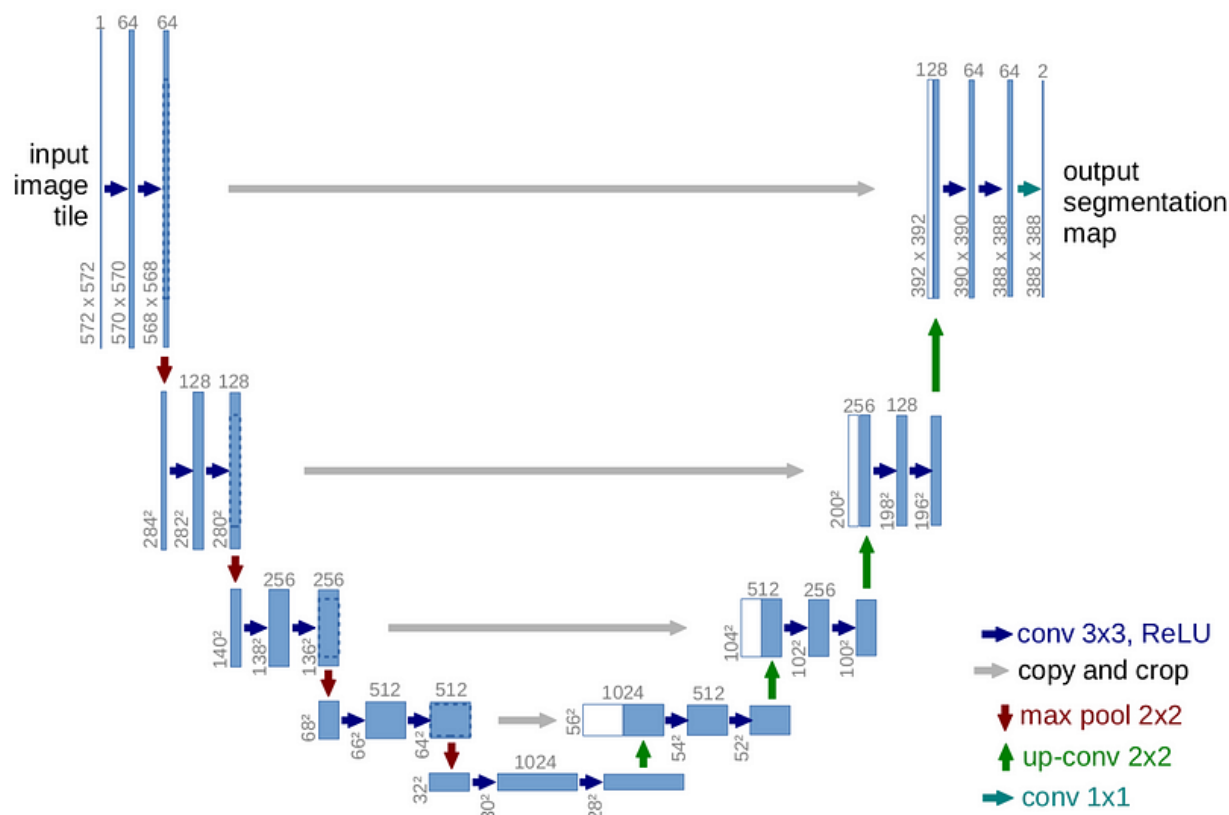 1 64 64
input
image
tile
572 x 572
570 x 570
568 x 568
128 64 64 2
output
segmentation
map
392 x 392
390 x 390
388 x 388
388 x 388
128 128
284²
282²
280²
256 128
200²
198²
196²
256 256
140²
138²
136²
512 256
104²
102²
100²
512 512
68²
66²
64²
1024 512
56²
54²
52²
1024
32²
30²
28²
conv 3x3, ReLU
copy and crop
max pool 2x2
up-conv 2x2
conv 1x1